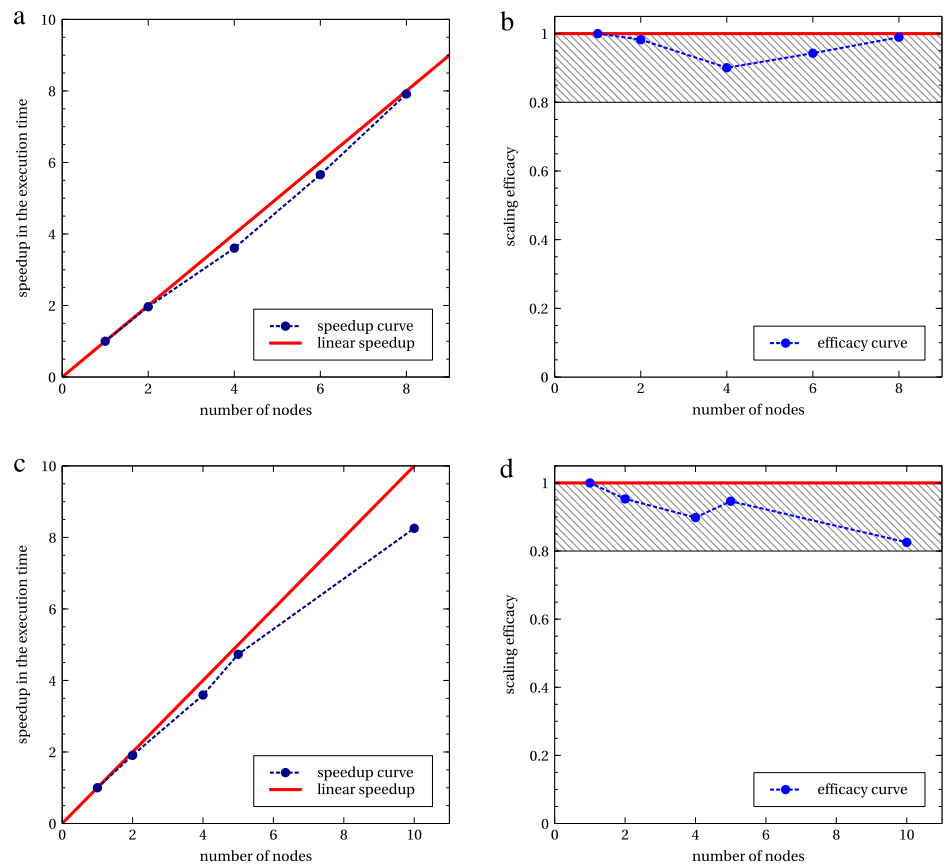 a
10
8
6
4
2
0
speedup in the execution time
0 2 4 6 8
number of nodes
speedup curve
linear speedup
b
1
0.8
0.6
0.4
0.2
0
scaling efficacy
0 2 4 6 8
number of nodes
efficacy curve
c
10
8
6
4
2
0
speedup in the execution time
0 2 4 6 8 10
number of nodes
speedup curve
linear speedup
d
1
0.8
0.6
0.4
0.2
0
scaling efficacy
0 2 4 6 8 10
number of nodes
efficacy curve